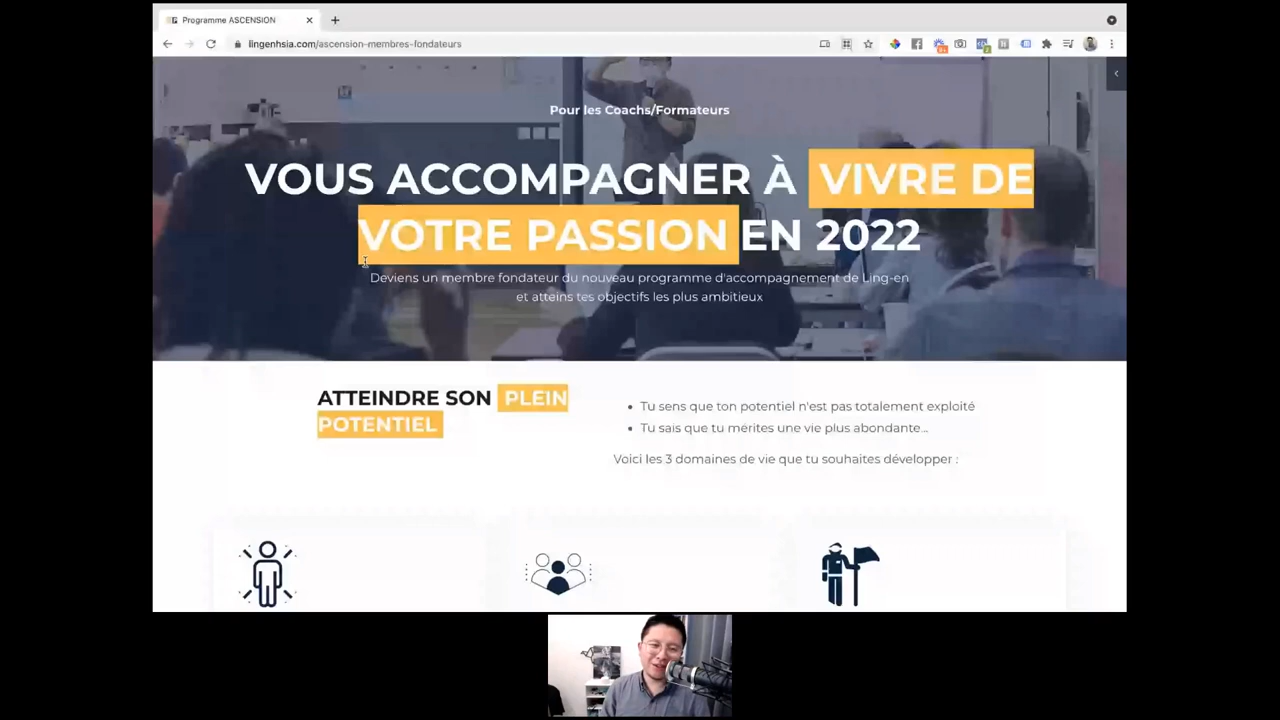 Programme ASCENSION
lingenhsia.com/ascension-membres-fondateurs
Pour les Coachs/Formateurs
VOUS ACCOMPAGNER À VIVRE DE
VOTRE PASSION EN 2022
Deviens un membre fondateur du nouveau programme d'accompagnement de Ling-en
et atteins tes objectifs les plus ambitieux
ATTEINDRE SON PLEIN
POTENTIEL
Tu sens que ton potentiel n'est pas totalement exploité
Tu sais que tu mérites une vie plus abondante...
Voici les 3 domaines de vie que tu souhaites développer :